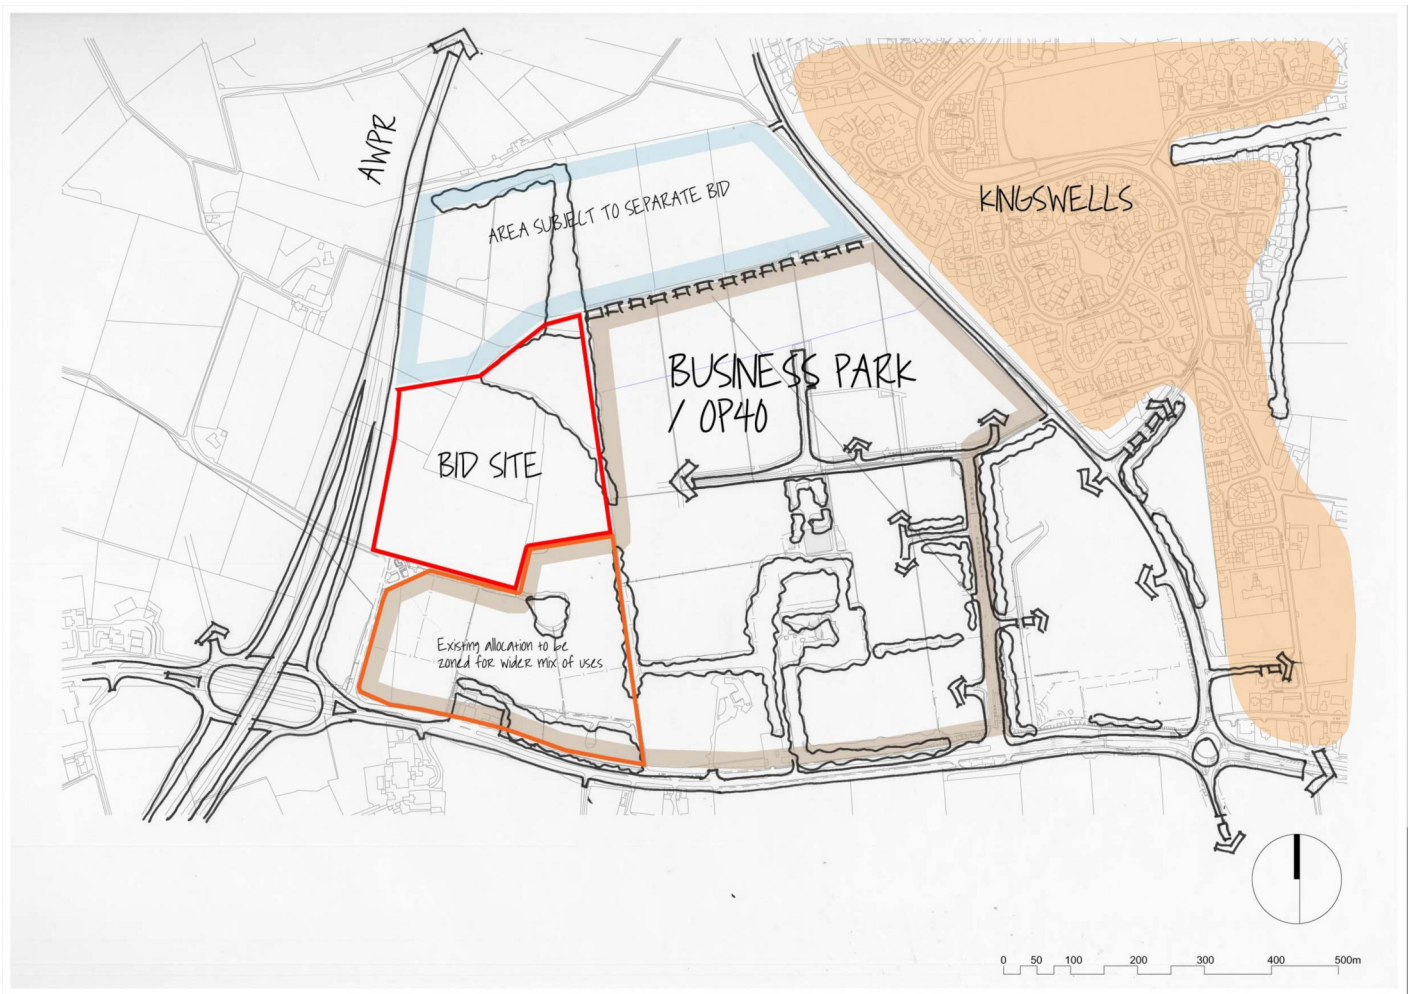 AWPR
KINGSWELLS
AREA SUBJECT TO SEPARATE BID
BUSINESS PARK
/ OP40
BID SITE
Existing allocation to be
zoned for wider mix of uses
0 50 100 200 300 400 500m